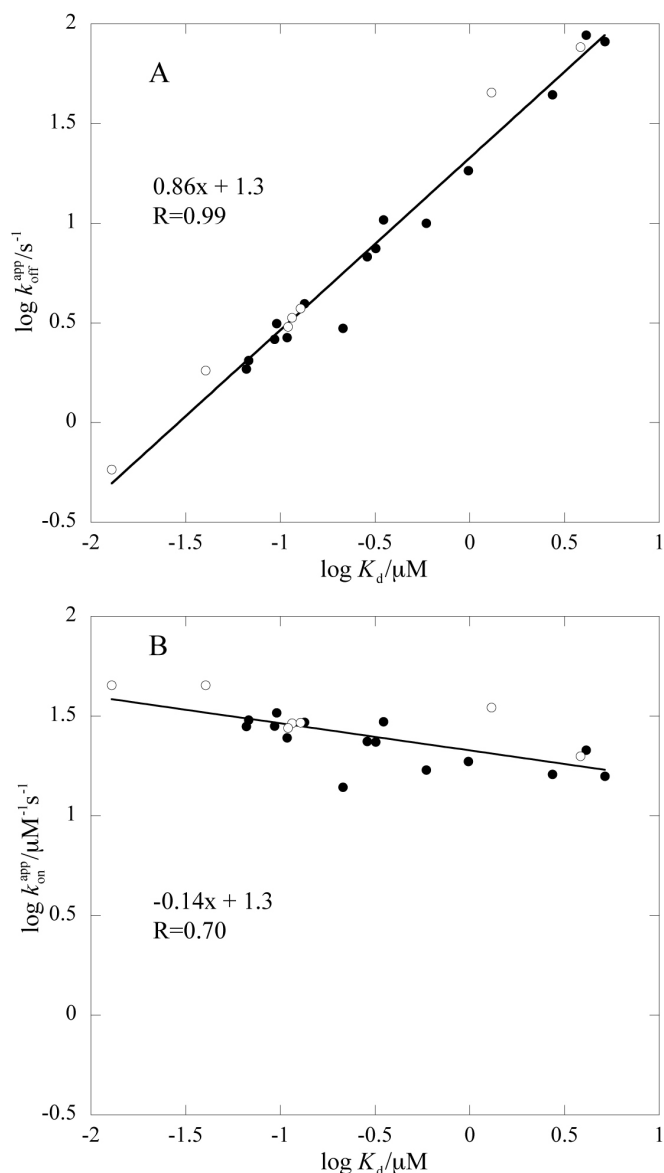 2
A
1.5
0.86x + 1.3
R=0.99
1
log k_off^app/s^-1
0.5
0
-0.5
-2 -1.5 -1 -0.5 0 0.5 1
log K_d/μM
2
B
1.5
1
log k_on^app/μM^-1s^-1
-0.14x + 1.3
R=0.70
0.5
0
-0.5
-2 -1.5 -1 -0.5 0 0.5 1
log K_d/μM